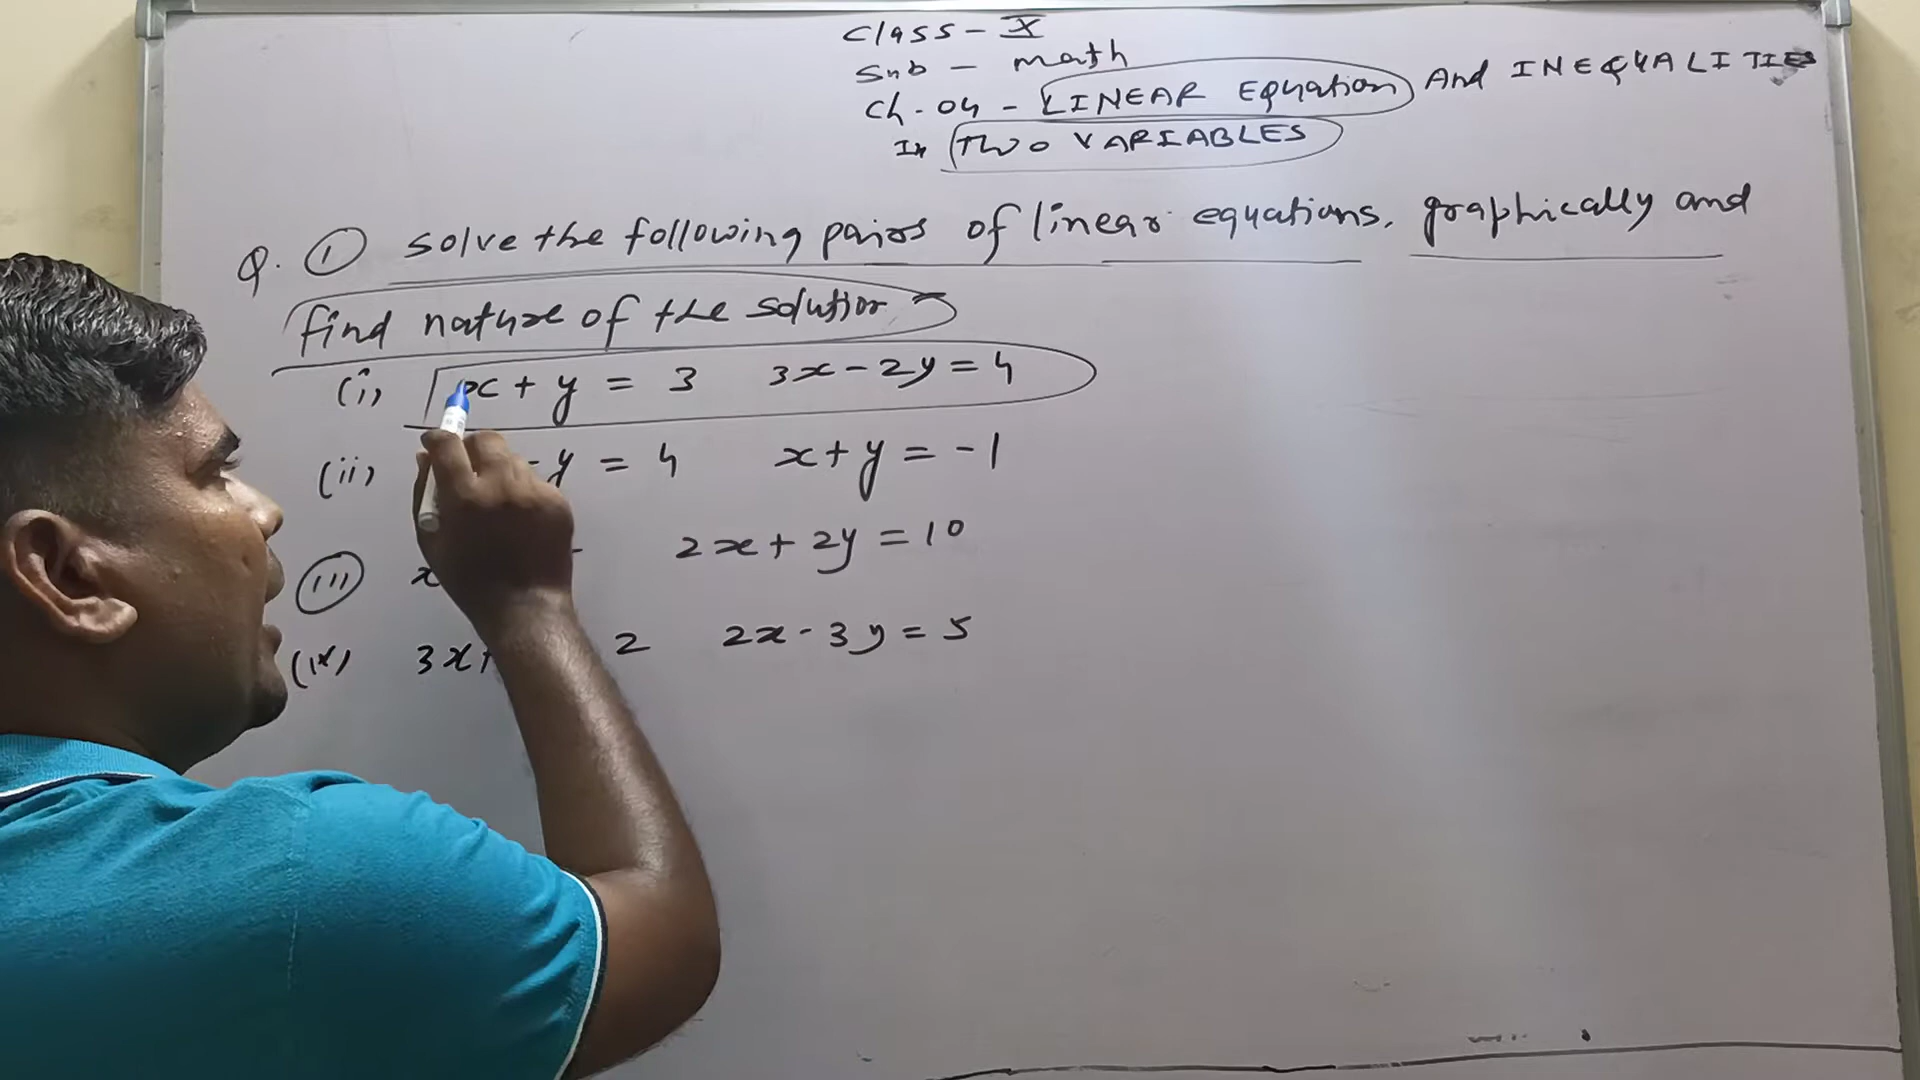 Class - X
Sub - math
Ch-04 - LINEAR Equation And INEQUALITIES
In TWO VARIABLES
Q. (1) solve the following pairs of linear equations, graphically and
find nature of the solution
(i) x + y = 3 3x - 2y = 4
(ii) - y = 4 x + y = -1
(iii) x 2x + 2y = 10
3x+ 2 2x - 3y = 5